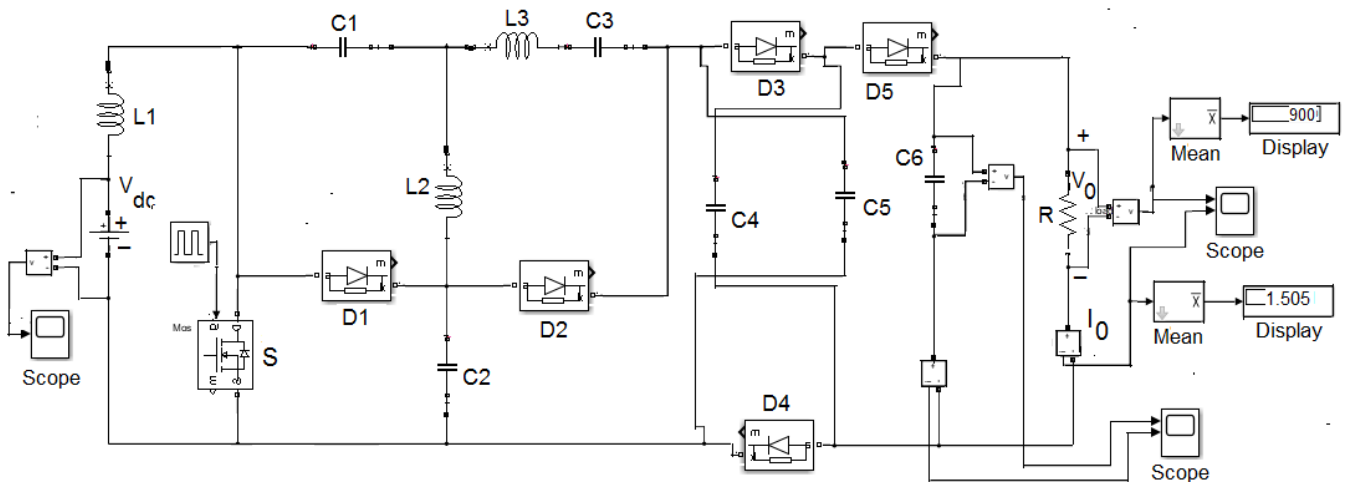 C1
L3
C3
m
a
k
D3
m
a
k
D5
L1
+
X
Mean
900
Display
V
dc
+
−
L2
C4
C5
C6
+
-
v
R
V0
+
-
v
−
Scope
v
+
-
Scope
Mos
D
S
m
a
k
D1
m
a
k
D2
C2
X
Mean
1.505
Display
I0
D4
m
k
a
Scope